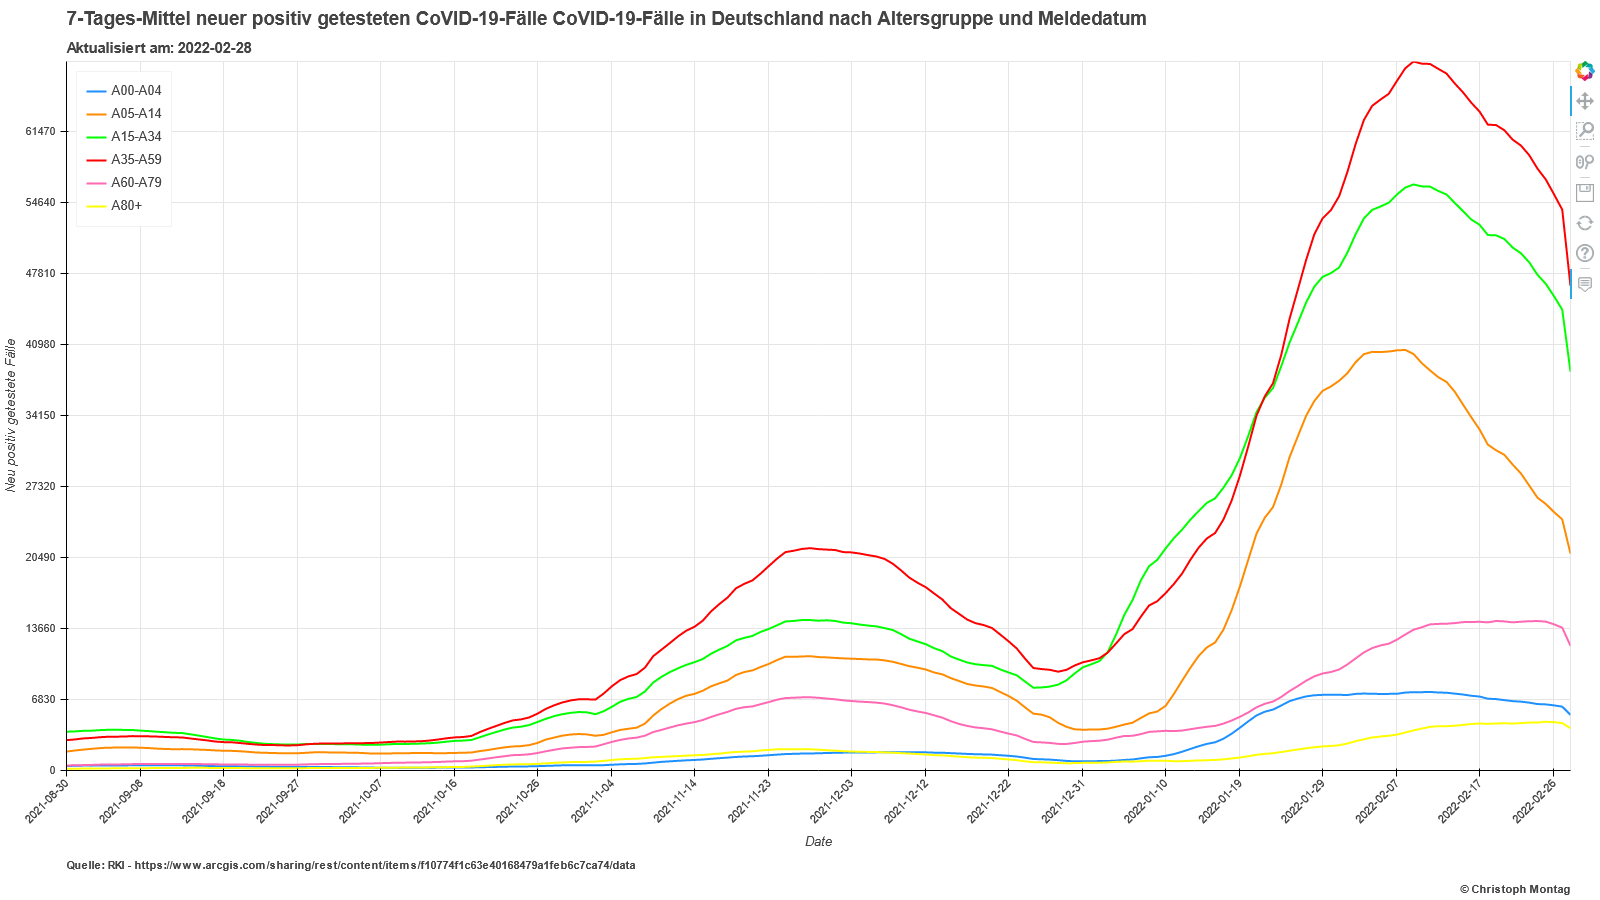 7-Tages-Mittel neuer positiv getesteten CoVID-19-Fälle CoVID-19-Fälle in Deutschland nach Altersgruppe und Meldedatum
Aktualisiert am: 2022-02-28
A00-A04
A05-A14
A15-A34
A35-A59
A60-A79
A80+
61470
54640
47810
40980
34150
27320
20490
13660
6830
0
Neu positiv getestete Fälle
2021-08-30
2021-09-08
2021-09-18
2021-09-27
2021-10-07
2021-10-16
2021-10-26
2021-11-04
2021-11-14
2021-11-23
2021-12-03
2021-12-12
2021-12-22
2021-12-31
2022-01-10
2022-01-19
2022-01-29
2022-02-07
2022-02-17
2022-02-26
Date
Quelle: RKI - https://www.arcgis.com/sharing/rest/content/items/f10774f1c63e40168479a1feb6c7ca74/data
© Christoph Montag